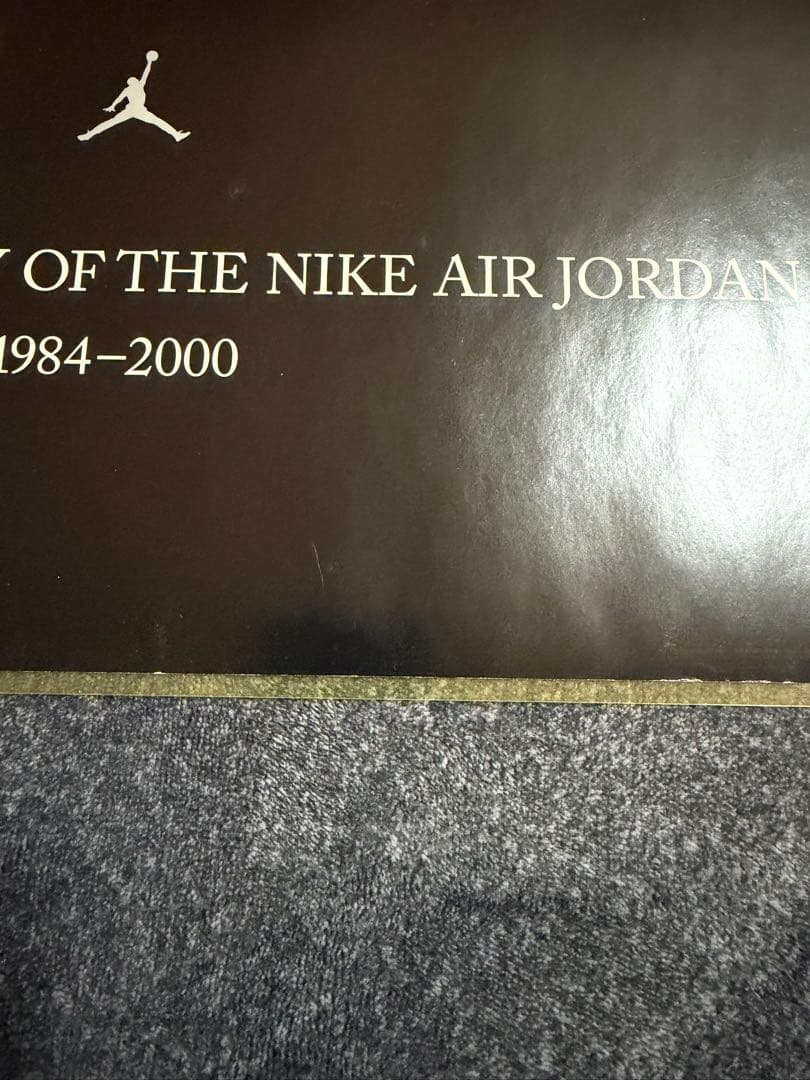 Y OF THE NIKE AIR JORDAN
1984–2000